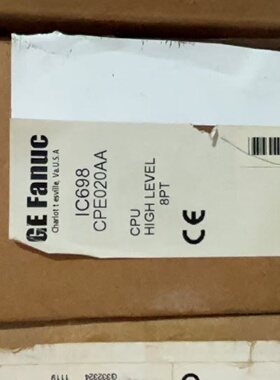 GE Fanuc
Charlottesville, Va. U.S.A
IC698
CPE020AA
CPU
HIGH LEVEL
8PT
CE